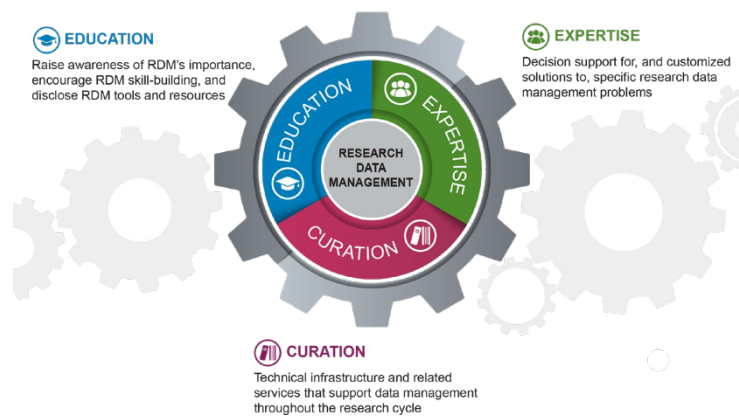 EDUCATION
Raise awareness of RDM's importance,
encourage RDM skill-building, and
disclose RDM tools and resources
EXPERTISE
Decision support for, and customized
solutions to, specific research data
management problems
EDUCATION
EXPERTISE
RESEARCH
DATA
MANAGEMENT
CURATION
CURATION
Technical infrastructure and related
services that support data management
throughout the research cycle